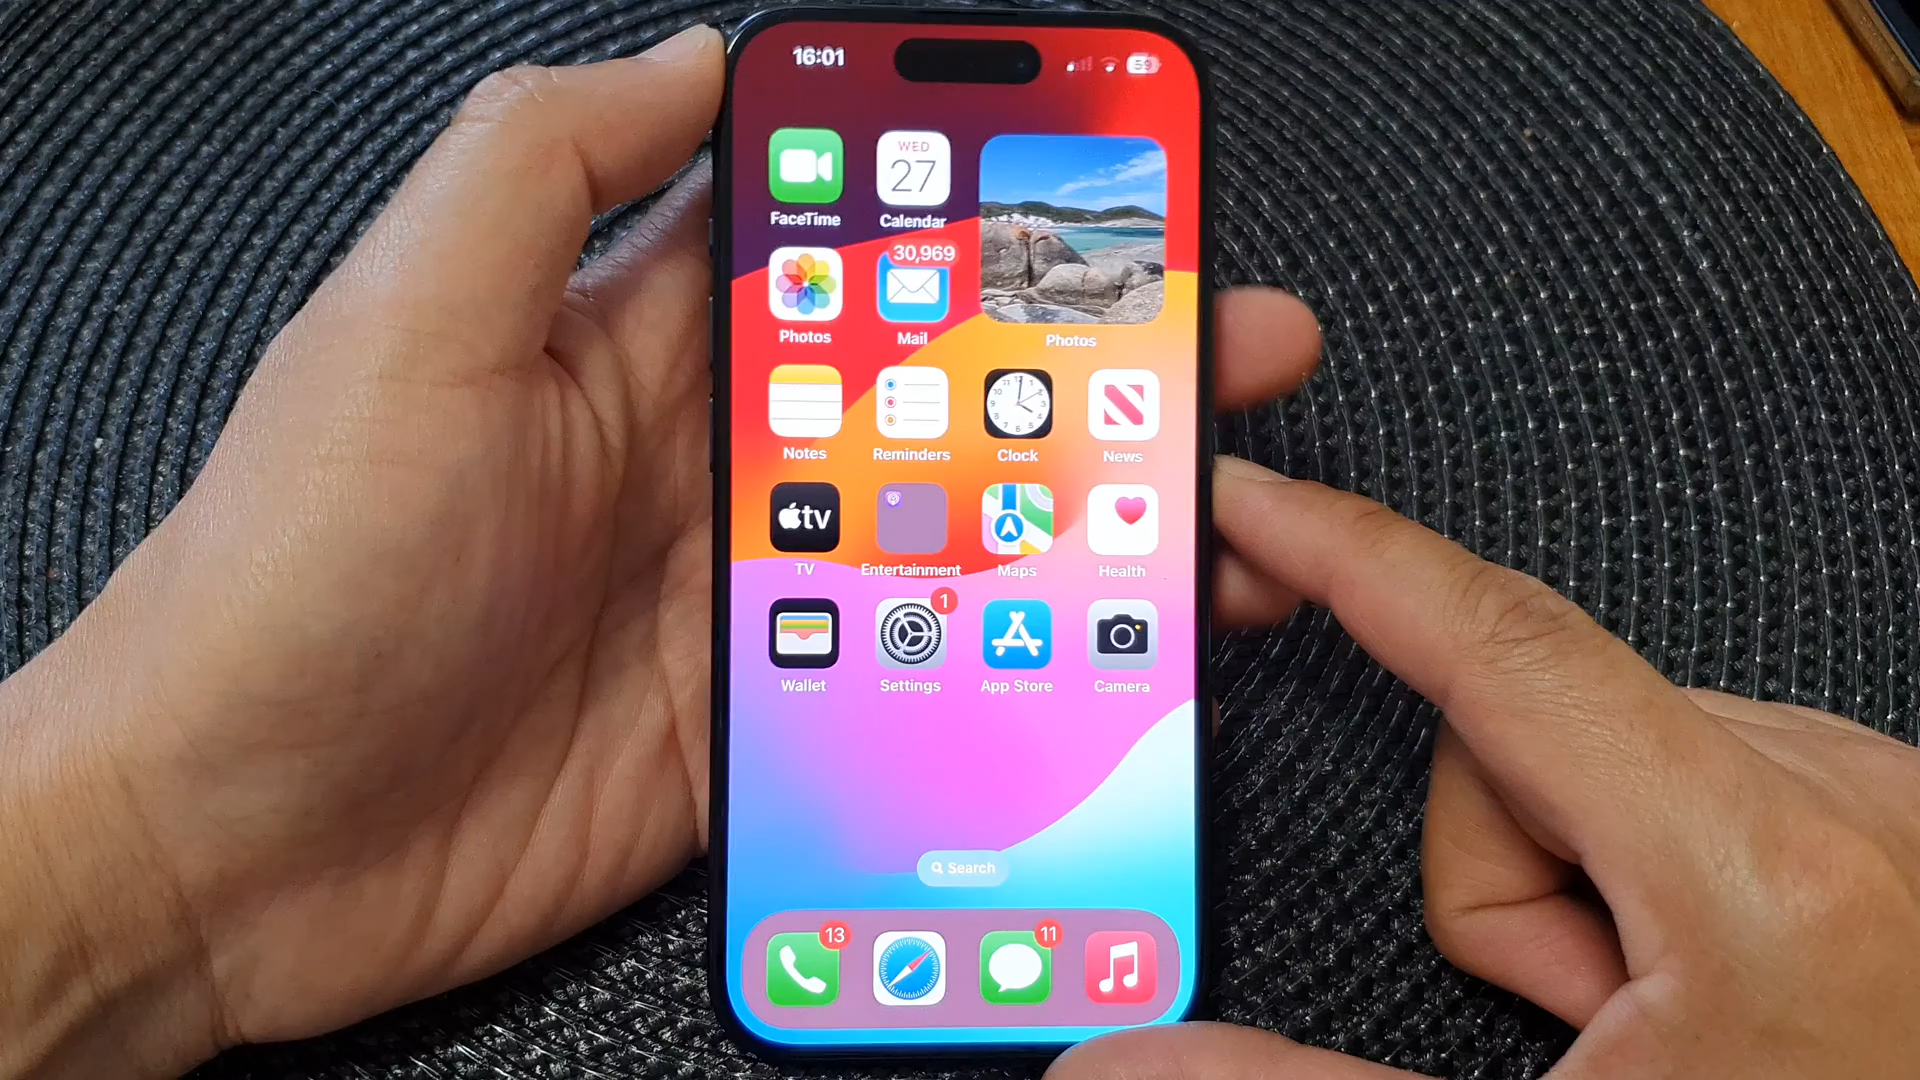 16:01
59
FaceTime
WED
27
Calendar
30,969
Photos
Mail
Photos
Notes
Reminders
Clock
News
tv
TV
Entertainment
Maps
Health
1
Wallet
Settings
App Store
Camera
Search
13
11